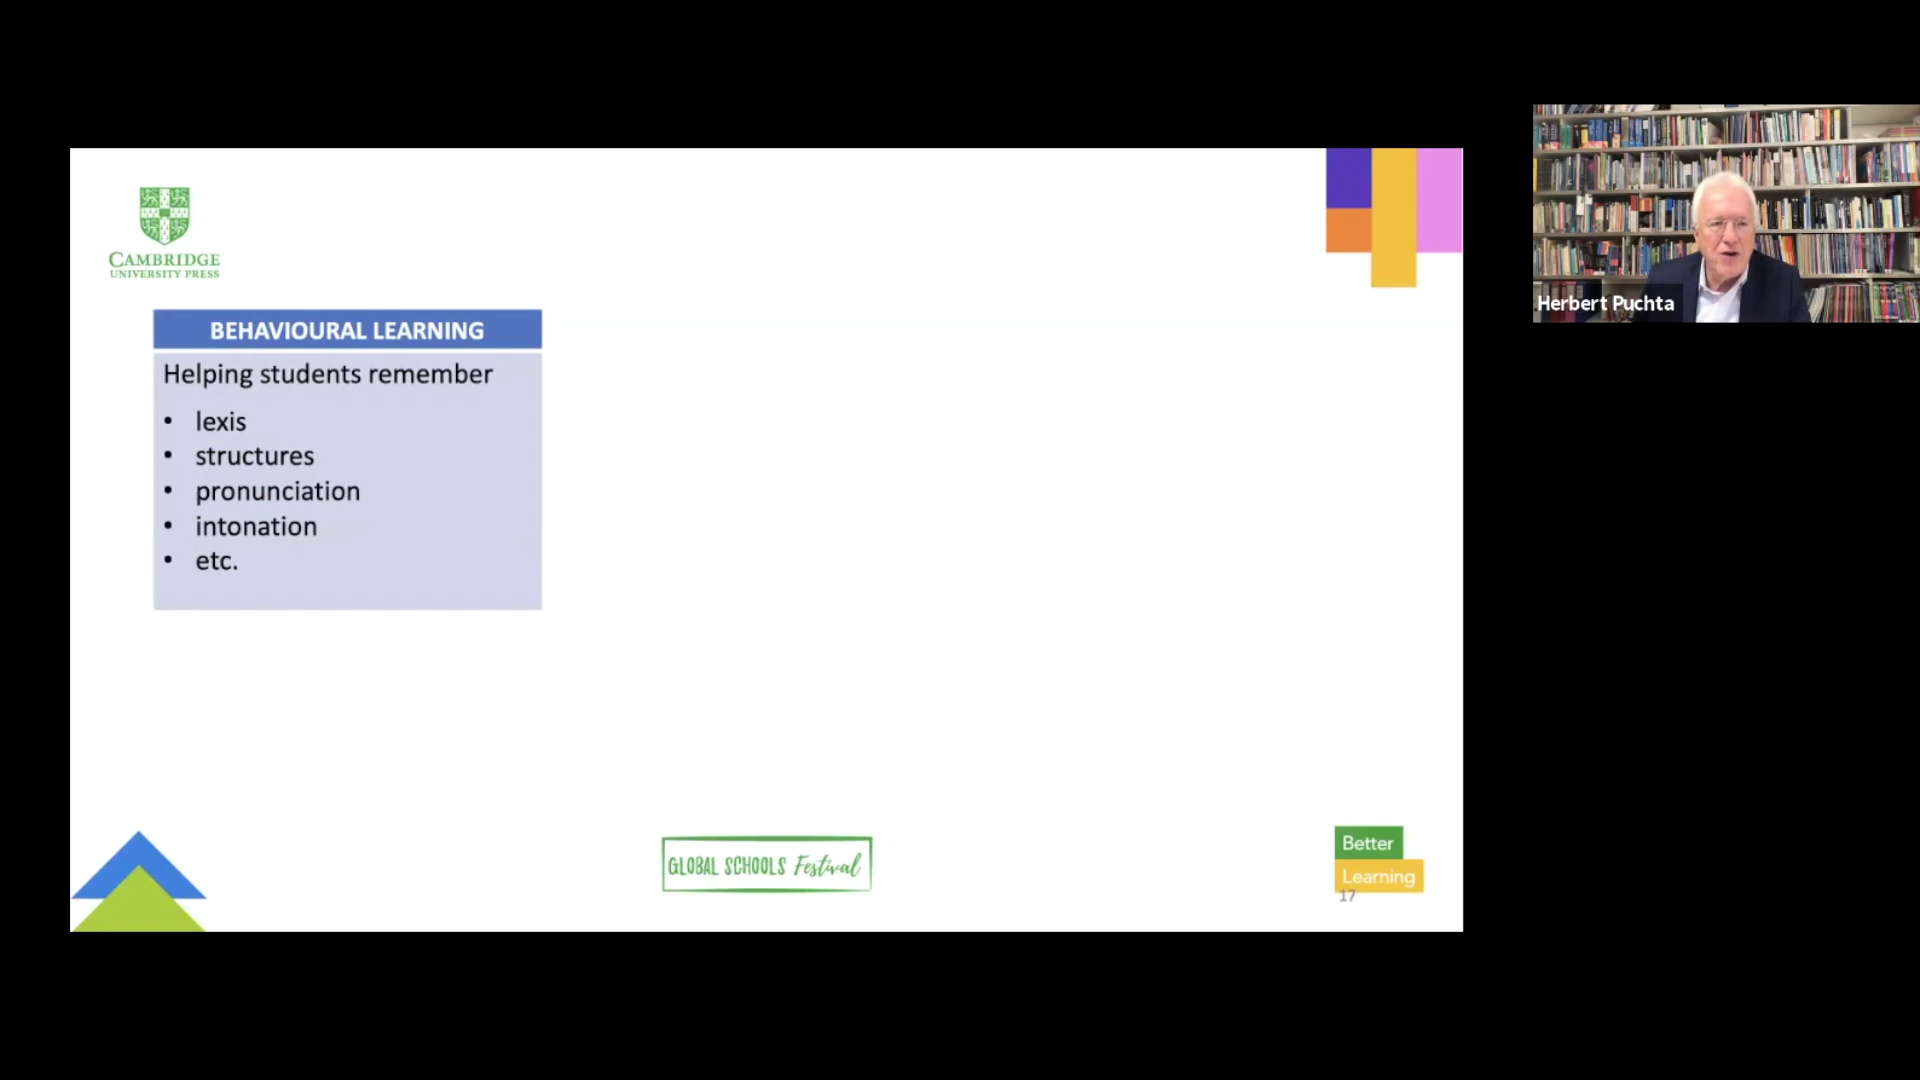 CAMBRIDGE
UNIVERSITY PRESS
BEHAVIOURAL LEARNING
Helping students remember
• lexis
• structures
• pronunciation
• intonation
• etc.
GLOBAL SCHOOLS Festival
Better
Learning
17
Herbert Puchta